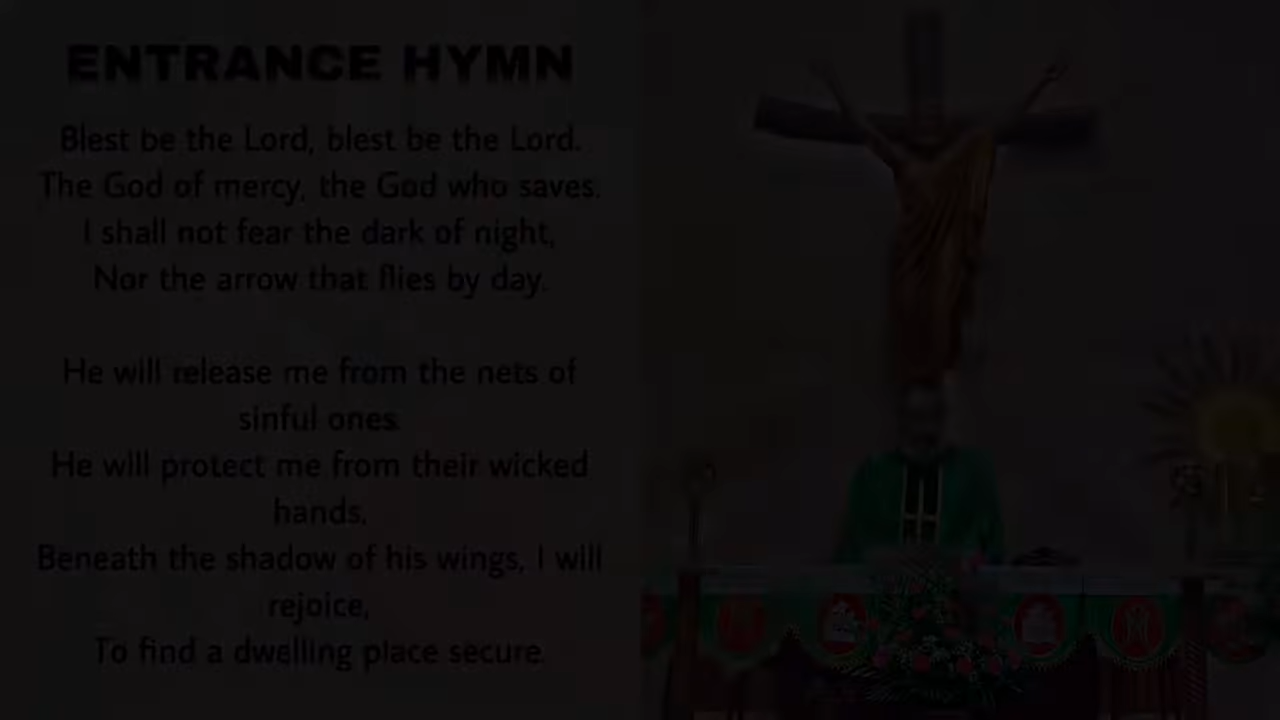 ENTRANCE HYMN
Blest be the Lord, blest be the Lord.
The God of mercy, the God who saves.
I shall not fear the dark of night,
Nor the arrow that flies by day.
He will release me from the nets of
sinful ones
He will protect me from their wicked
hands.
Beneath the shadow of his wings, I will
rejoice,
To find a dwelling place secure.